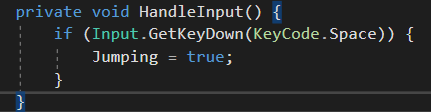 private void HandleInput() {
    if (Input.GetKeyDown(KeyCode.Space)) {
        Jumping = true;
    }
}